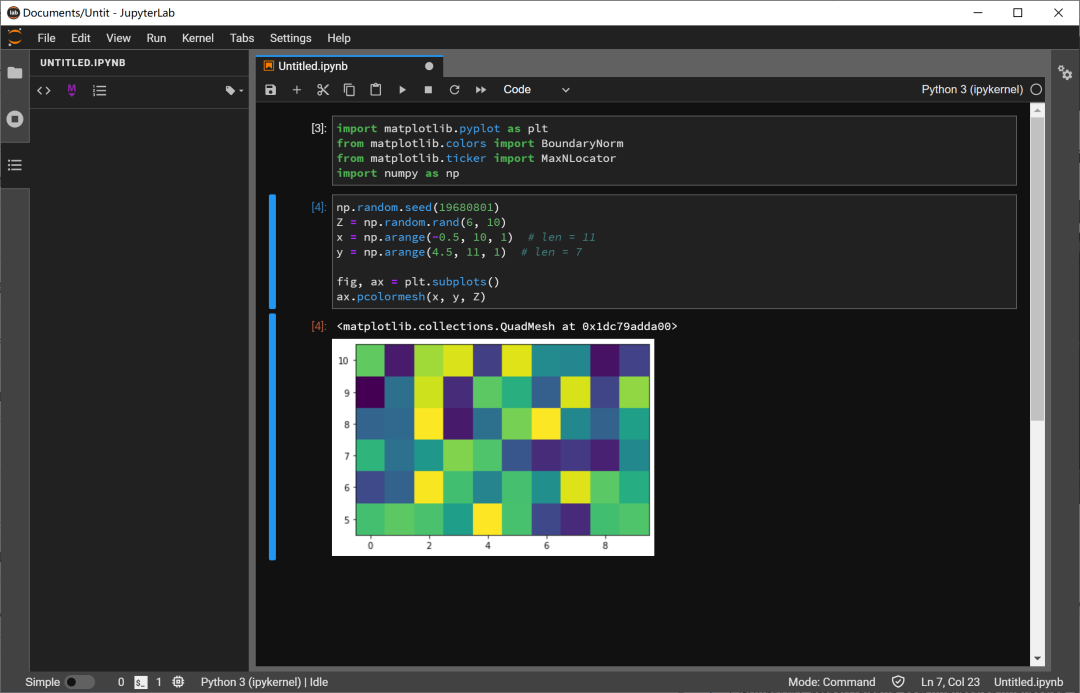 lab Documents/Untit - JupyterLab
File Edit View Run Kernel Tabs Settings Help
UNTITLED.IPYNB
Untitled.ipynb
Code
Python 3 (ipykernel)
[3]:
import matplotlib.pyplot as plt
from matplotlib.colors import BoundaryNorm
from matplotlib.ticker import MaxNLocator
import numpy as np
[4]:
np.random.seed(19680801)
Z = np.random.rand(6, 10)
x = np.arange(-0.5, 10, 1)  # len = 11
y = np.arange(4.5, 11, 1)  # len = 7
fig, ax = plt.subplots()
ax.pcolormesh(x, y, Z)
[4]:
<matplotlib.collections.QuadMesh at 0x1dc79adda00>
10
9
8
7
6
5
0 2 4 6 8
Simple 0 s_ 1 Python 3 (ipykernel) | Idle Mode: Command Ln 7, Col 23 Untitled.ipynb